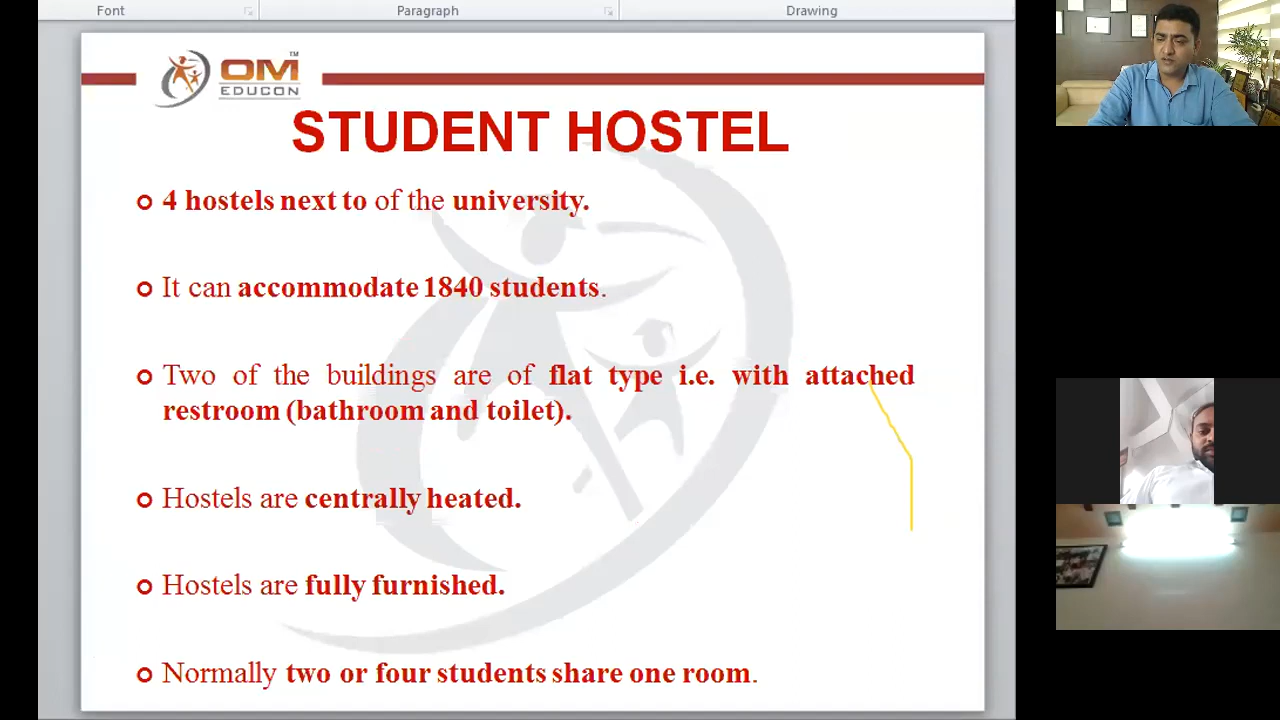 Font Paragraph Drawing
OM TM
EDUCON
STUDENT HOSTEL
4 hostels next to of the university.
It can accommodate 1840 students.
Two of the buildings are of flat type i.e. with attached
restroom (bathroom and toilet).
Hostels are centrally heated.
Hostels are fully furnished.
Normally two or four students share one room.